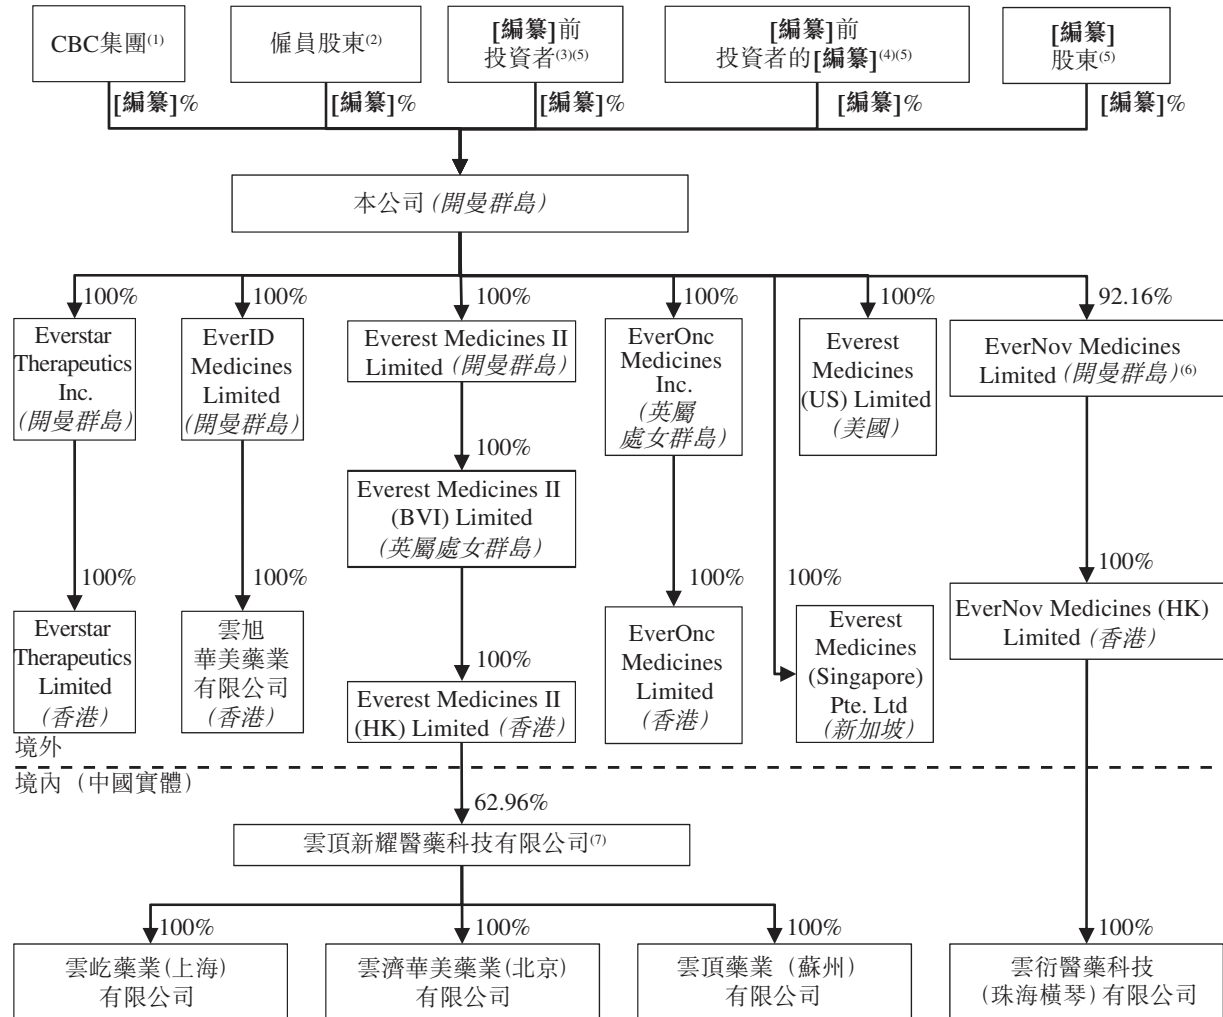 CBC集團(1)
僱員股東(2)
[編纂]前
投資者(3)(5)
[編纂]前
投資者的[編纂](4)(5)
[編纂]
股東(5)
[編纂]%
[編纂]%
[編纂]%
[編纂]%
[編纂]%
本公司(開曼群島)
100%
100%
100%
100%
100%
92.16%
Everstar
Therapeutics
Inc.
(開曼群島)
EverID
Medicines
Limited
(開曼群島)
Everest Medicines II
Limited (開曼群島)
EverOnc
Medicines
Inc.
(英屬
處女群島)
Everest
Medicines
(US) Limited
(美國)
EverNov Medicines
Limited (開曼群島)(6)
100%
Everest Medicines II
(BVI) Limited
(英屬處女群島)
100%
100%
100%
100%
100%
Everstar
Therapeutics
Limited
(香港)
雲旭
華美藥業
有限公司
(香港)
100%
Everest Medicines II
(HK) Limited (香港)
EverOnc
Medicines
Limited
(香港)
Everest
Medicines
(Singapore)
Pte. Ltd
(新加坡)
EverNov Medicines (HK)
Limited (香港)
境外
境內（中國實體）
62.96%
雲頂新耀醫藥科技有限公司(7)
100%
100%
100%
100%
雲屹藥業(上海)
有限公司
雲濟華美藥業(北京)
有限公司
雲頂藥業（蘇州）
有限公司
雲衍醫藥科技
(珠海橫琴)有限公司